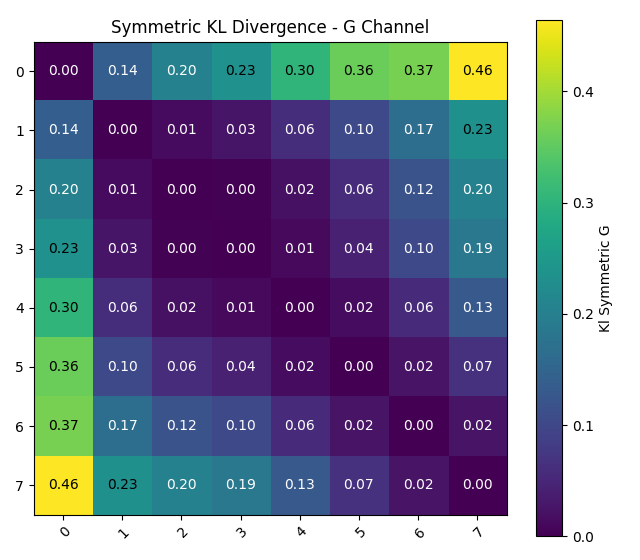 Symmetric KL Divergence - G Channel
0 0.00 0.14 0.20 0.23 0.30 0.36 0.37 0.46
1 0.14 0.00 0.01 0.03 0.06 0.10 0.17 0.23
2 0.20 0.01 0.00 0.00 0.02 0.06 0.12 0.20
3 0.23 0.03 0.00 0.00 0.01 0.04 0.10 0.19
4 0.30 0.06 0.02 0.01 0.00 0.02 0.06 0.13
5 0.36 0.10 0.06 0.04 0.02 0.00 0.02 0.07
6 0.37 0.17 0.12 0.10 0.06 0.02 0.00 0.02
7 0.46 0.23 0.20 0.19 0.13 0.07 0.02 0.00
0 1 2 3 4 5 6 7
0.4
0.3
0.2
0.1
0.0
Kl Symmetric G